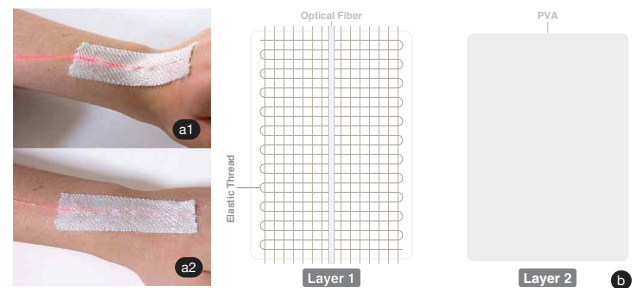 a1
a2
Optical Fiber
Elastic Thread
Layer 1
PVA
Layer 2
b